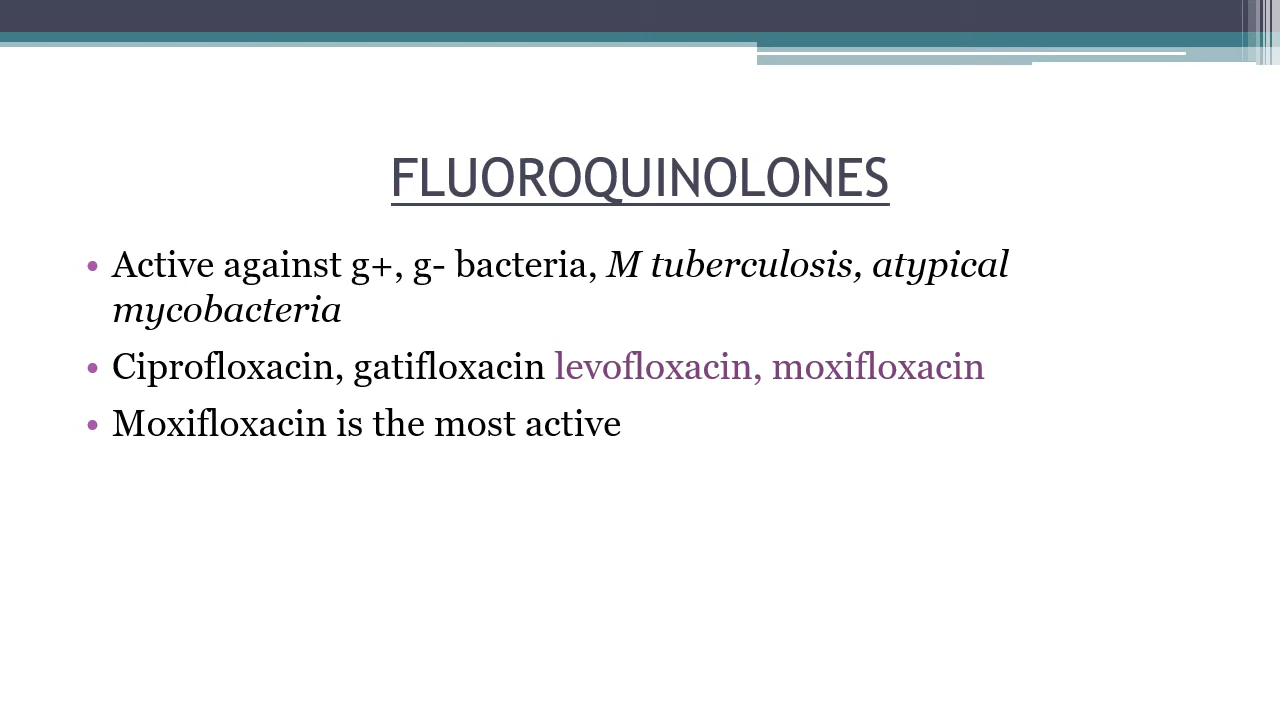 FLUOROQUINOLONES
• Active against g+, g- bacteria, M tuberculosis, atypical
mycobacteria
• Ciprofloxacin, gatifloxacin levofloxacin, moxifloxacin
• Moxifloxacin is the most active